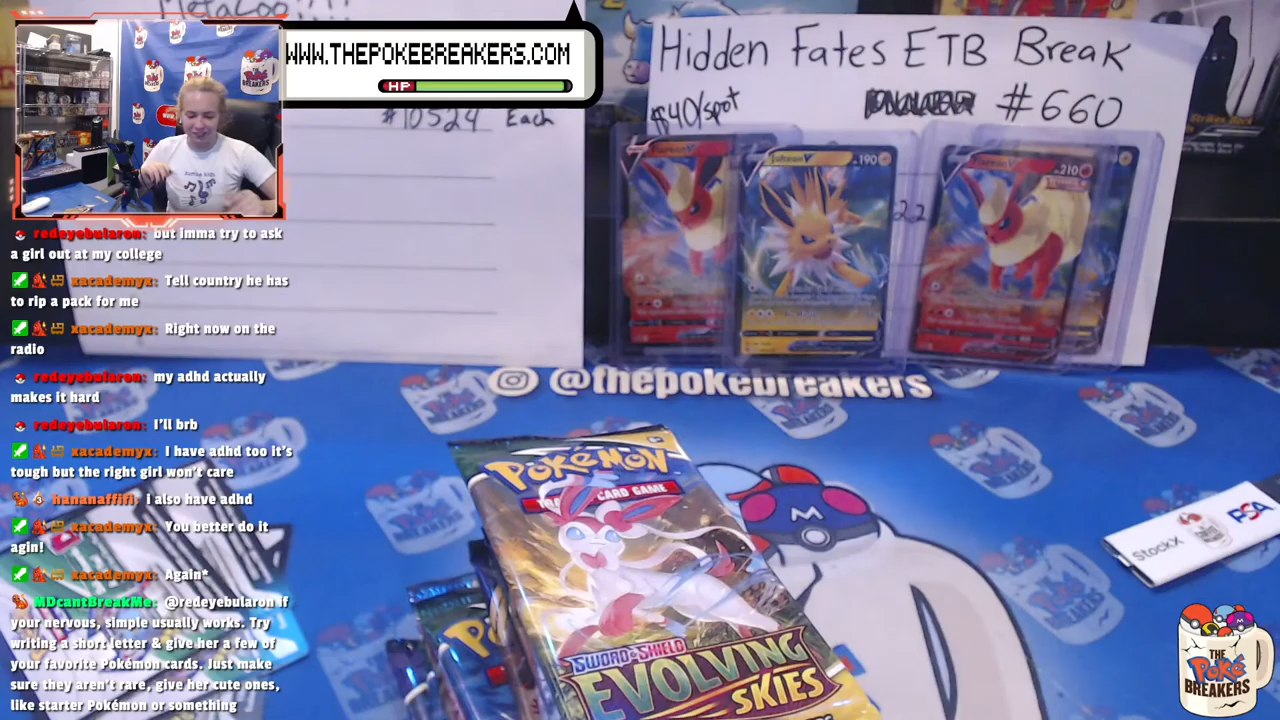 MetaZoo!!!!
WWW.THEPOKEBREAKERS.COM
HP
#10524 Each
Hidden Fates ETB Break
$40/spot #660
Flareon V
Jolteon V 190
Flareon V 210
redeyebularon: but imma try to ask
a girl out at my college
xacademyx: Tell country he has
to rip a pack for me
xacademyx: Right now on the
radio
redeyebularon: my adhd actually
makes it hard
redeyebularon: I'll brb
xacademyx: I have adhd too it's
tough but the right girl won't care
hananaffifi: i also have adhd
xacademyx: You better do it
agin!
xacademyx: Again*
MDcantBreakMe: @redeyebularon if
your nervous, simple usually works. Try
writing a short letter & give her a few of
your favorite Pokémon cards. Just make
sure they aren't rare, give her cute ones,
like starter Pokémon or something
@thepokebreakers
POKéMON
CARD GAME
SWORD & SHIELD
EVOLVING
SKIES
StockX PSA
THE
Poké
BREAKERS